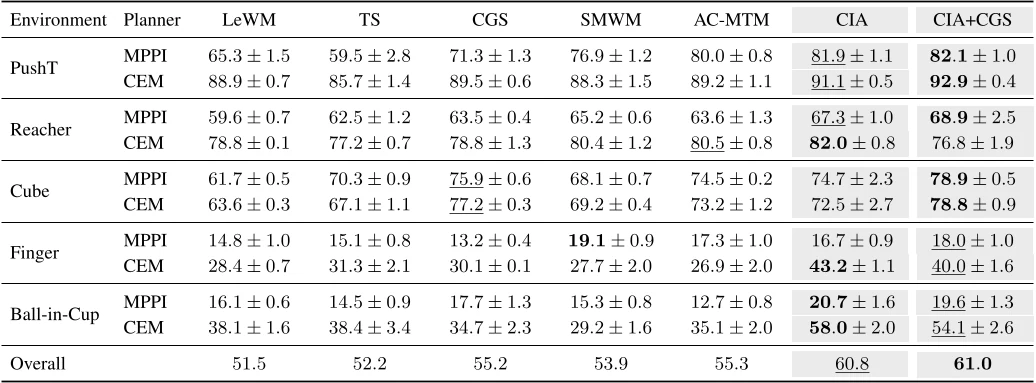 Environment Planner LeWM TS CGS SMWM AC-MTM CIA CIA+CGS
PushT MPPI 65.3 ± 1.5 59.5 ± 2.8 71.3 ± 1.3 76.9 ± 1.2 80.0 ± 0.8 81.9 ± 1.1 82.1 ± 1.0
CEM 88.9 ± 0.7 85.7 ± 1.4 89.5 ± 0.6 88.3 ± 1.5 89.2 ± 1.1 91.1 ± 0.5 92.9 ± 0.4
Reacher MPPI 59.6 ± 0.7 62.5 ± 1.2 63.5 ± 0.4 65.2 ± 0.6 63.6 ± 1.3 67.3 ± 1.0 68.9 ± 2.5
CEM 78.8 ± 0.1 77.2 ± 0.7 78.8 ± 1.3 80.4 ± 1.2 80.5 ± 0.8 82.0 ± 0.8 76.8 ± 1.9
Cube MPPI 61.7 ± 0.5 70.3 ± 0.9 75.9 ± 0.6 68.1 ± 0.7 74.5 ± 0.2 74.7 ± 2.3 78.9 ± 0.5
CEM 63.6 ± 0.3 67.1 ± 1.1 77.2 ± 0.3 69.2 ± 0.4 73.2 ± 1.2 72.5 ± 2.7 78.8 ± 0.9
Finger MPPI 14.8 ± 1.0 15.1 ± 0.8 13.2 ± 0.4 19.1 ± 0.9 17.3 ± 1.0 16.7 ± 0.9 18.0 ± 1.0
CEM 28.4 ± 0.7 31.3 ± 2.1 30.1 ± 0.1 27.7 ± 2.0 26.9 ± 2.0 43.2 ± 1.1 40.0 ± 1.6
Ball-in-Cup MPPI 16.1 ± 0.6 14.5 ± 0.9 17.7 ± 1.3 15.3 ± 0.8 12.7 ± 0.8 20.7 ± 1.6 19.6 ± 1.3
CEM 38.1 ± 1.6 38.4 ± 3.4 34.7 ± 2.3 29.2 ± 1.6 35.1 ± 2.0 58.0 ± 2.0 54.1 ± 2.6
Overall 51.5 52.2 55.2 53.9 55.3 60.8 61.0